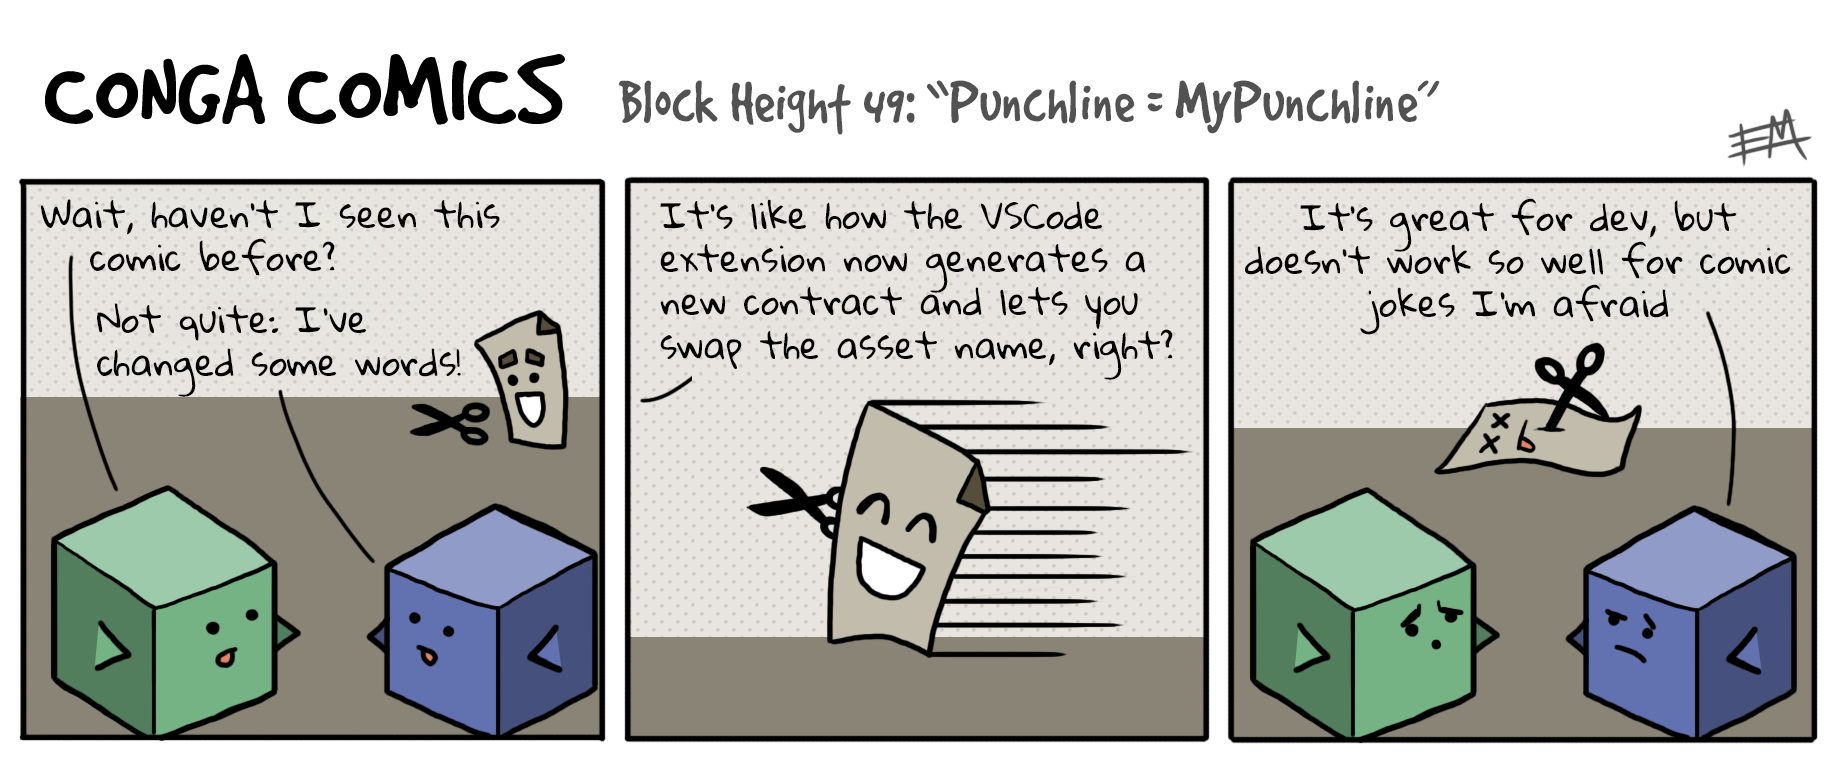 CONGA COMICS
Block Height 49: "Punchline = MyPunchline"
EM
Wait, haven't I seen this
comic before?
Not quite: I've
changed some words!
It's like how the VSCode
extension now generates a
new contract and lets you
swap the asset name, right?
It's great for dev, but
doesn't work so well for comic
jokes I'm afraid